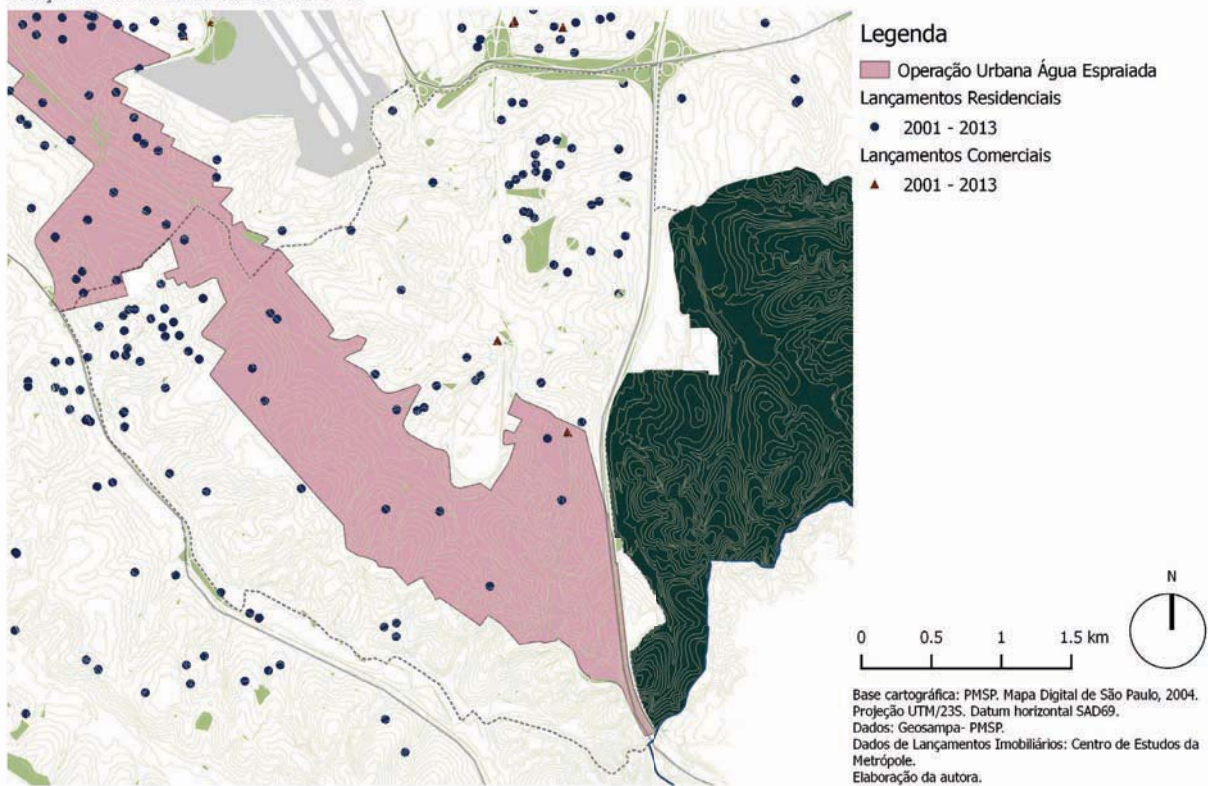 Legenda
Operação Urbana Água Espraiada
Lançamentos Residenciais
2001 - 2013
Lançamentos Comerciais
2001 - 2013
N
0 0.5 1 1.5 km
Base cartográfica: PMSP. Mapa Digital de São Paulo, 2004.
Projeção UTM/23S. Datum horizontal SAD69.
Dados: Geosampa- PMSP.
Dados de Lançamentos Imobiliários: Centro de Estudos da
Metrópole.
Elaboração da autora.